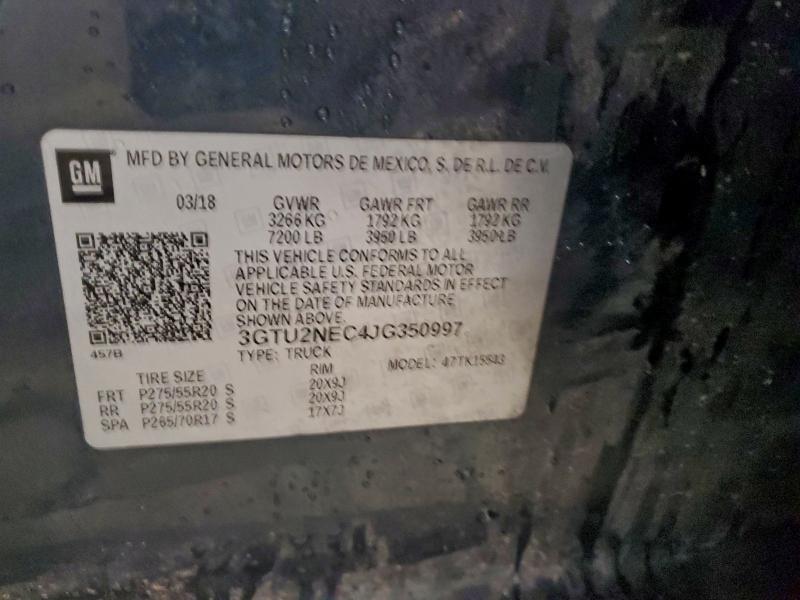 GM MFD BY GENERAL MOTORS DE MEXICO, S. DE R.L. DE C.V.
03/18 GVWR GAWR FRT GAWR RR
3266 KG 1792 KG 1792 KG
7200 LB 3950 LB 3950 LB
THIS VEHICLE CONFORMS TO ALL
APPLICABLE U.S. FEDERAL MOTOR
VEHICLE SAFETY STANDARDS IN EFFECT
ON THE DATE OF MANUFACTURE
SHOWN ABOVE.
3GTU2NEC4JG350997
457B
TYPE: TRUCK MODEL: 47TK15543
TIRE SIZE RIM
FRT P275/55R20 S 20X9J
RR P275/55R20 S 20X9J
SPA P265/70R17 S 17X7J